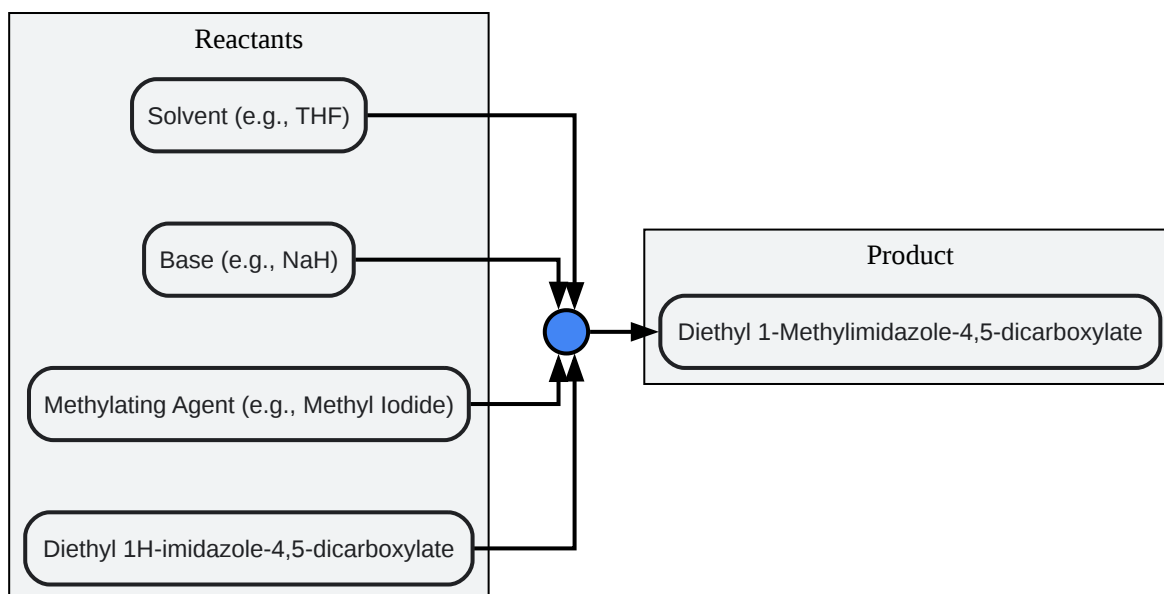 Reactants
Solvent (e.g., THF)
Base (e.g., NaH)
Methylating Agent (e.g., Methyl Iodide)
Diethyl 1H-imidazole-4,5-dicarboxylate
Product
Diethyl 1-Methylimidazole-4,5-dicarboxylate